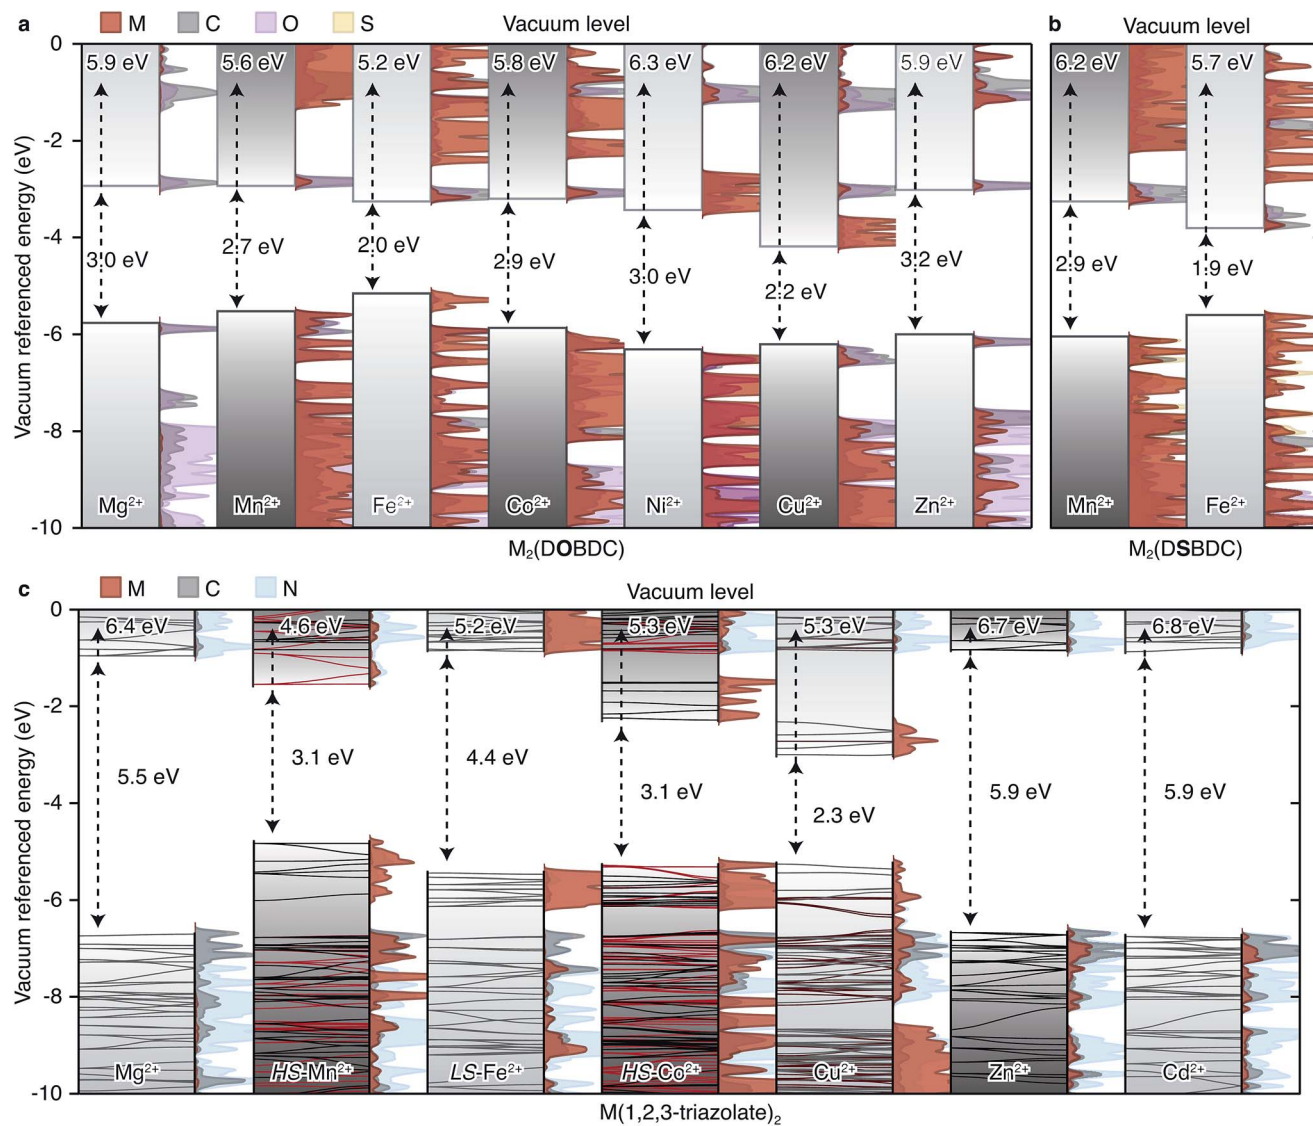 a M C O S Vacuum level
b Vacuum level
Vacuum referenced energy (eV)
0
-2
-4
-6
-8
-10
5.9 eV 5.6 eV 5.2 eV 5.8 eV 6.3 eV 6.2 eV 5.9 eV
3.0 eV 2.7 eV 2.0 eV 2.9 eV 3.0 eV 2.2 eV 3.2 eV
Mg²⁺ Mn²⁺ Fe²⁺ Co²⁺ Ni²⁺ Cu²⁺ Zn²⁺
M₂(DOBDC)
6.2 eV 5.7 eV
2.9 eV 1.9 eV
Mn²⁺ Fe²⁺
M₂(DSBDC)
c M C N Vacuum level
Vacuum referenced energy (eV)
0
-2
-4
-6
-8
-10
6.4 eV 4.6 eV 5.2 eV 5.3 eV 5.3 eV 6.7 eV 6.8 eV
5.5 eV 3.1 eV 4.4 eV 3.1 eV 2.3 eV 5.9 eV 5.9 eV
Mg²⁺ HS-Mn²⁺ LS-Fe²⁺ HS-Co²⁺ Cu²⁺ Zn²⁺ Cd²⁺
M(1,2,3-triazolate)₂